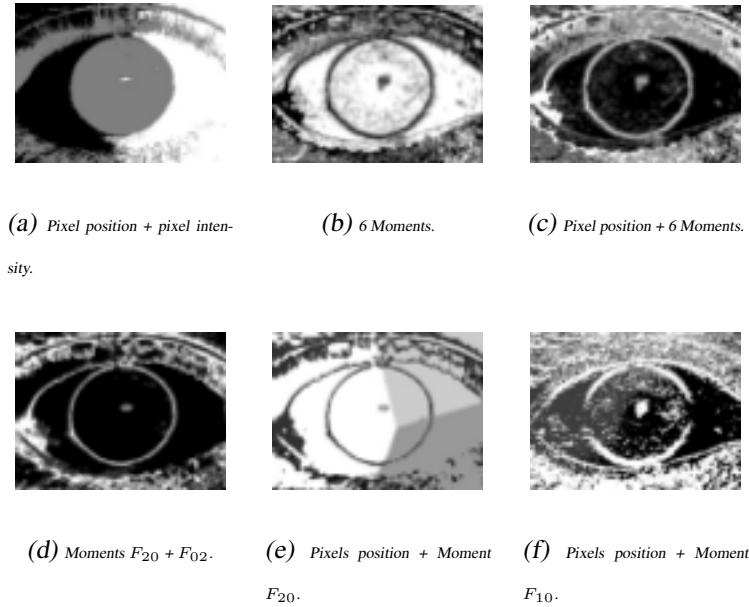 (a) Pixel position + pixel inten-
sity.
(b) 6 Moments.
(c) Pixel position + 6 Moments.
(d) Moments F₂₀ + F₀₂.
(e) Pixels position + Moment
F₂₀.
(f) Pixels position + Moment
F₁₀.